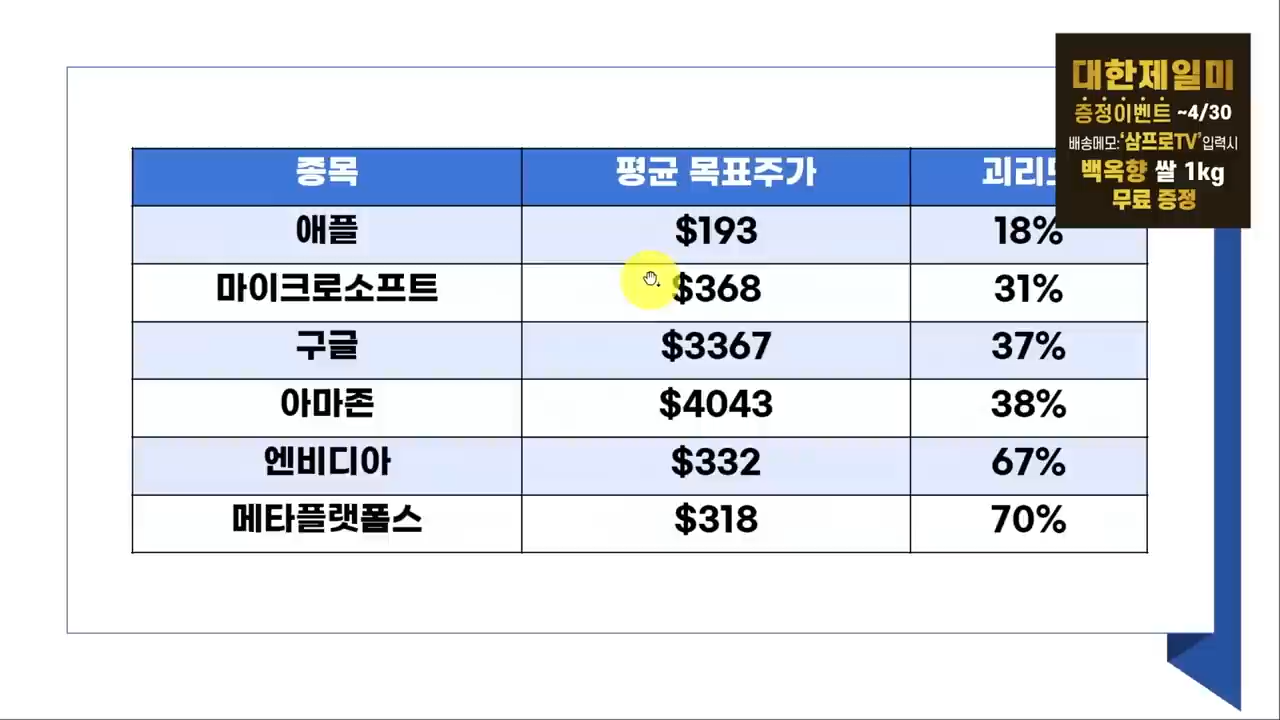 대한제일미
증정이벤트 ~4/30
배송메모:'삼프로TV'입력시
백옥향 쌀 1kg
무료 증정
종목 평균 목표주가 괴리
애플 $193 18%
마이크로소프트 $368 31%
구글 $3367 37%
아마존 $4043 38%
엔비디아 $332 67%
메타플랫폼스 $318 70%